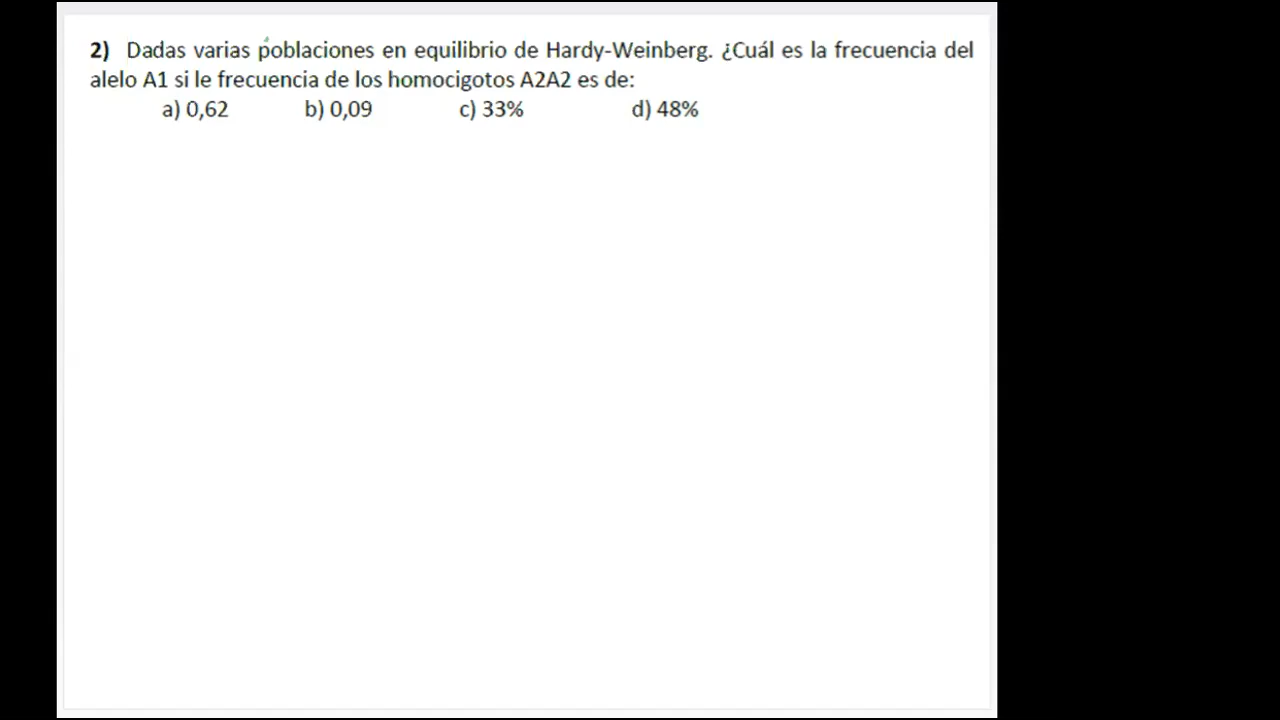 2) Dadas varias poblaciones en equilibrio de Hardy-Weinberg. ¿Cuál es la frecuencia del
alelo A1 si le frecuencia de los homocigotos A2A2 es de:
a) 0,62 b) 0,09 c) 33% d) 48%